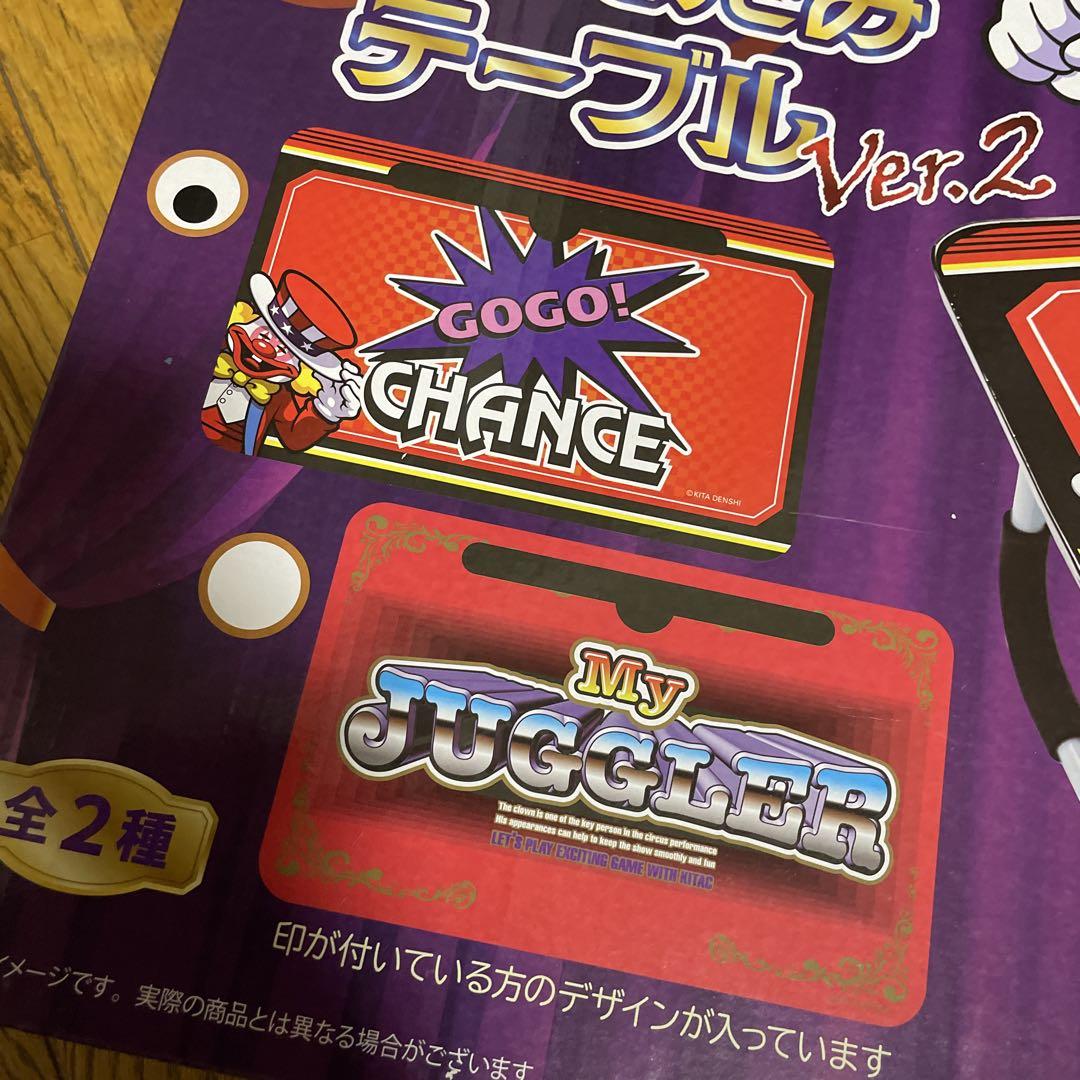 たたみ
テーブル
Ver.2
GOGO!
CHANCE
©KITA DENSHI
My
JUGGLER
The clown is one of the key person in the circus performance
His appearances can help to keep the show smoothly and fun
LET'S PLAY EXCITING GAME WITH KITAC
全2種
印が付いている方のデザインが入っています
イメージです。実際の商品とは異なる場合がございます